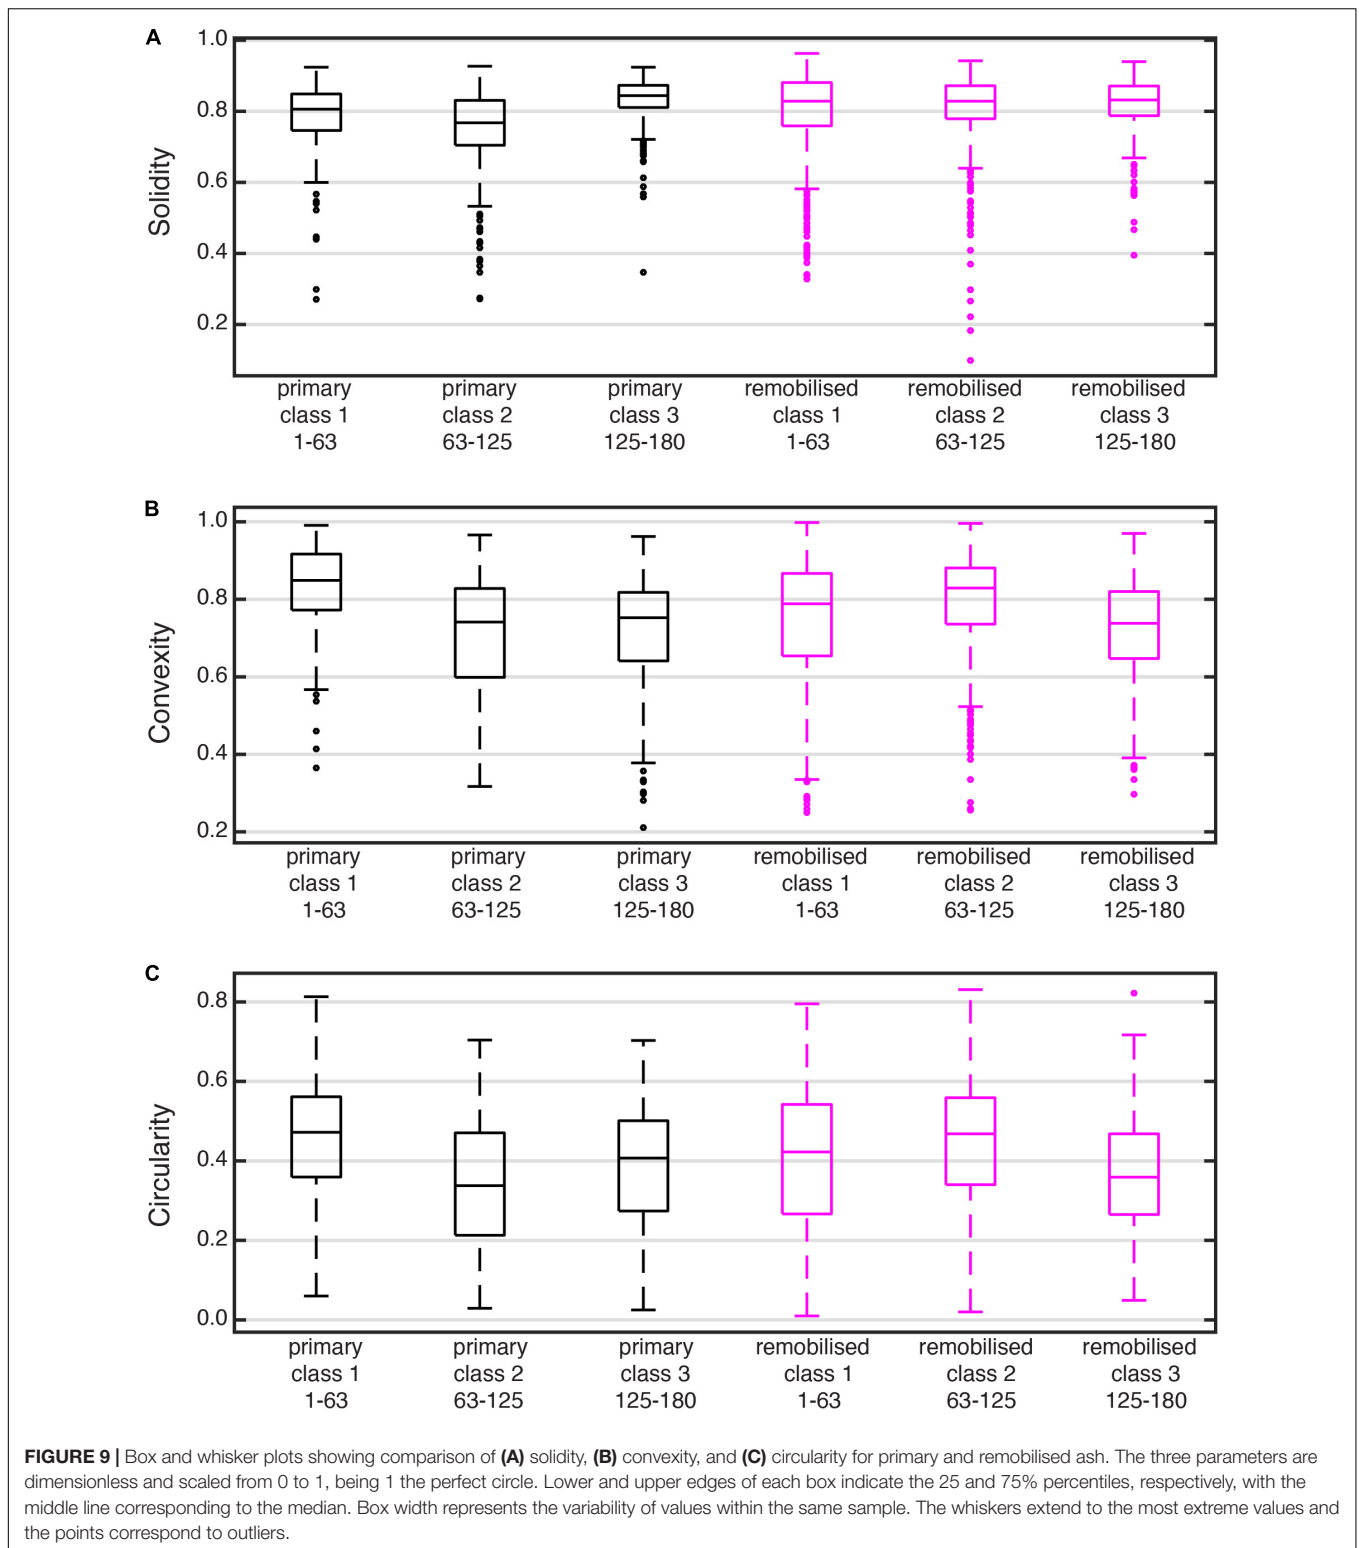 A
1.0
0.8
0.6
0.4
0.2
Solidity
primary primary primary remobilised remobilised remobilised
class 1 class 2 class 3 class 1 class 2 class 3
1-63 63-125 125-180 1-63 63-125 125-180
B
1.0
0.8
0.6
0.4
0.2
Convexity
primary primary primary remobilised remobilised remobilised
class 1 class 2 class 3 class 1 class 2 class 3
1-63 63-125 125-180 1-63 63-125 125-180
C
0.8
0.6
0.4
0.2
0.0
Circularity
primary primary primary remobilised remobilised remobilised
class 1 class 2 class 3 class 1 class 2 class 3
1-63 63-125 125-180 1-63 63-125 125-180
FIGURE 9 | Box and whisker plots showing comparison of (A) solidity, (B) convexity, and (C) circularity for primary and remobilised ash. The three parameters are
dimensionless and scaled from 0 to 1, being 1 the perfect circle. Lower and upper edges of each box indicate the 25 and 75% percentiles, respectively, with the
middle line corresponding to the median. Box width represents the variability of values within the same sample. The whiskers extend to the most extreme values and
the points correspond to outliers.